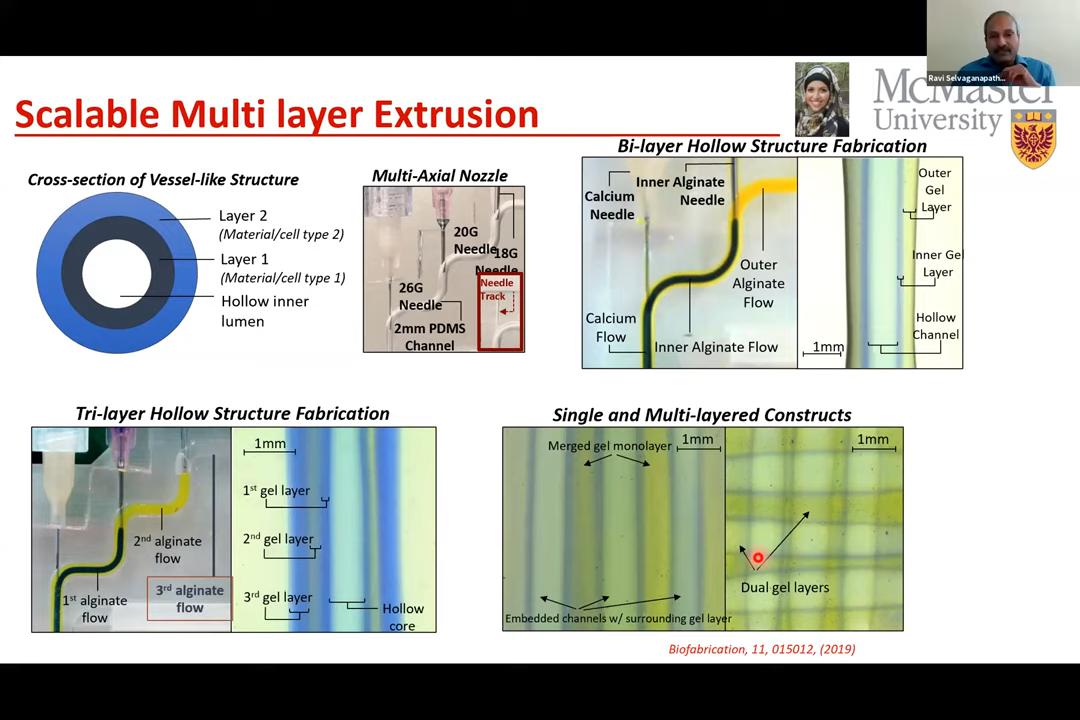 Ravi Selvaganapath...
McMaster
University
Scalable Multi layer Extrusion
Cross-section of Vessel-like Structure
Layer 2
(Material/cell type 2)
Layer 1
(Material/cell type 1)
Hollow inner
lumen
Multi-Axial Nozzle
20G
Needle
18G
Needle
26G
Needle
Needle
Track
2mm PDMS
Channel
Bi-layer Hollow Structure Fabrication
Calcium
Needle
Inner Alginate
Needle
Outer
Alginate
Flow
Calcium
Flow
Inner Alginate Flow
Outer
Gel
Layer
Inner Gel
Layer
Hollow
Channel
1mm
Tri-layer Hollow Structure Fabrication
2nd alginate
flow
1st alginate
flow
3rd alginate
flow
1mm
1st gel layer
2nd gel layer
3rd gel layer
Hollow
core
Single and Multi-layered Constructs
Merged gel monolayer
1mm
Embedded channels w/ surrounding gel layer
1mm
Dual gel layers
Biofabrication, 11, 015012, (2019)